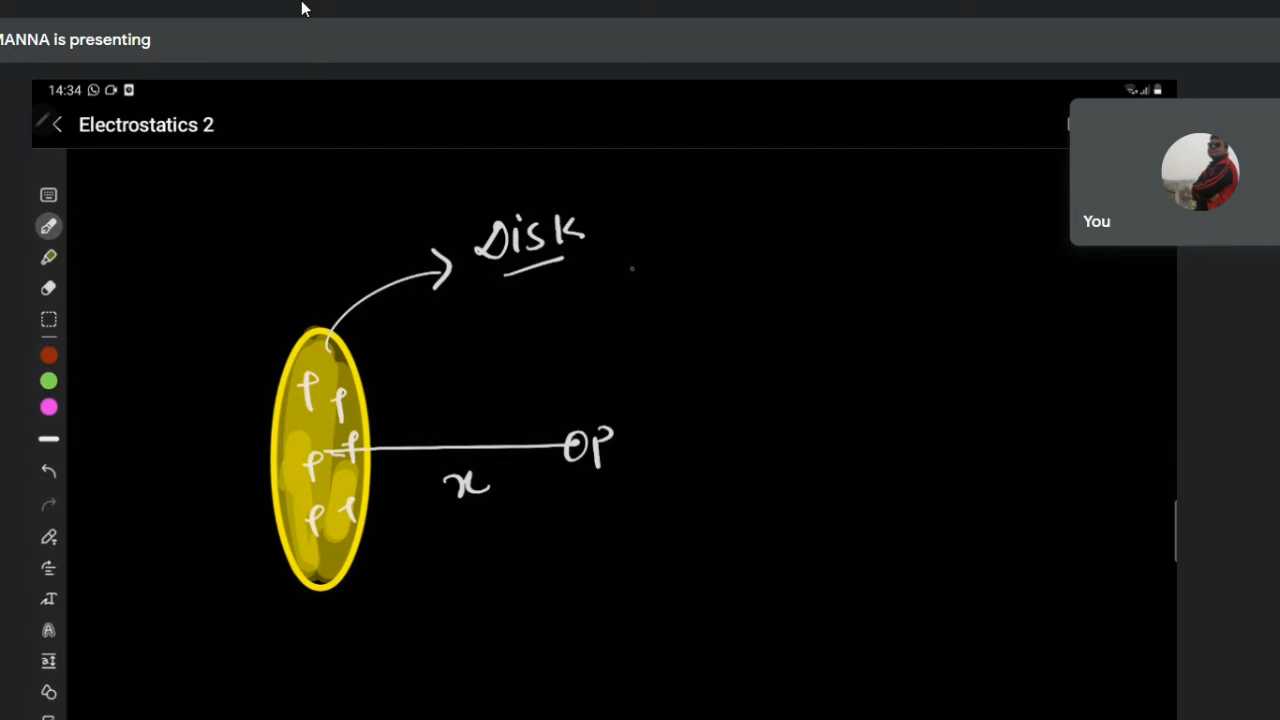 MANNA is presenting
14:34
Electrostatics 2
You
Disk
P
P
P
P
P
P
OP
x